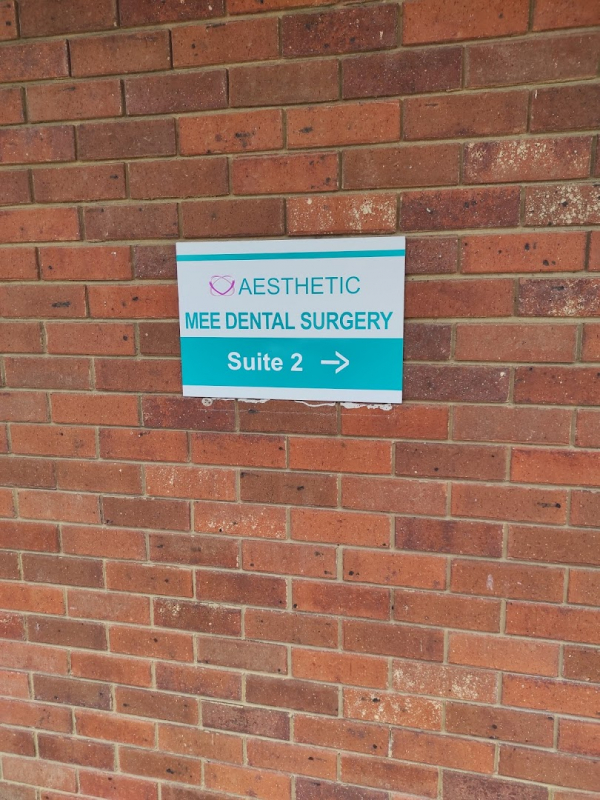 AESTHETIC
MEE DENTAL SURGERY
Suite 2 →